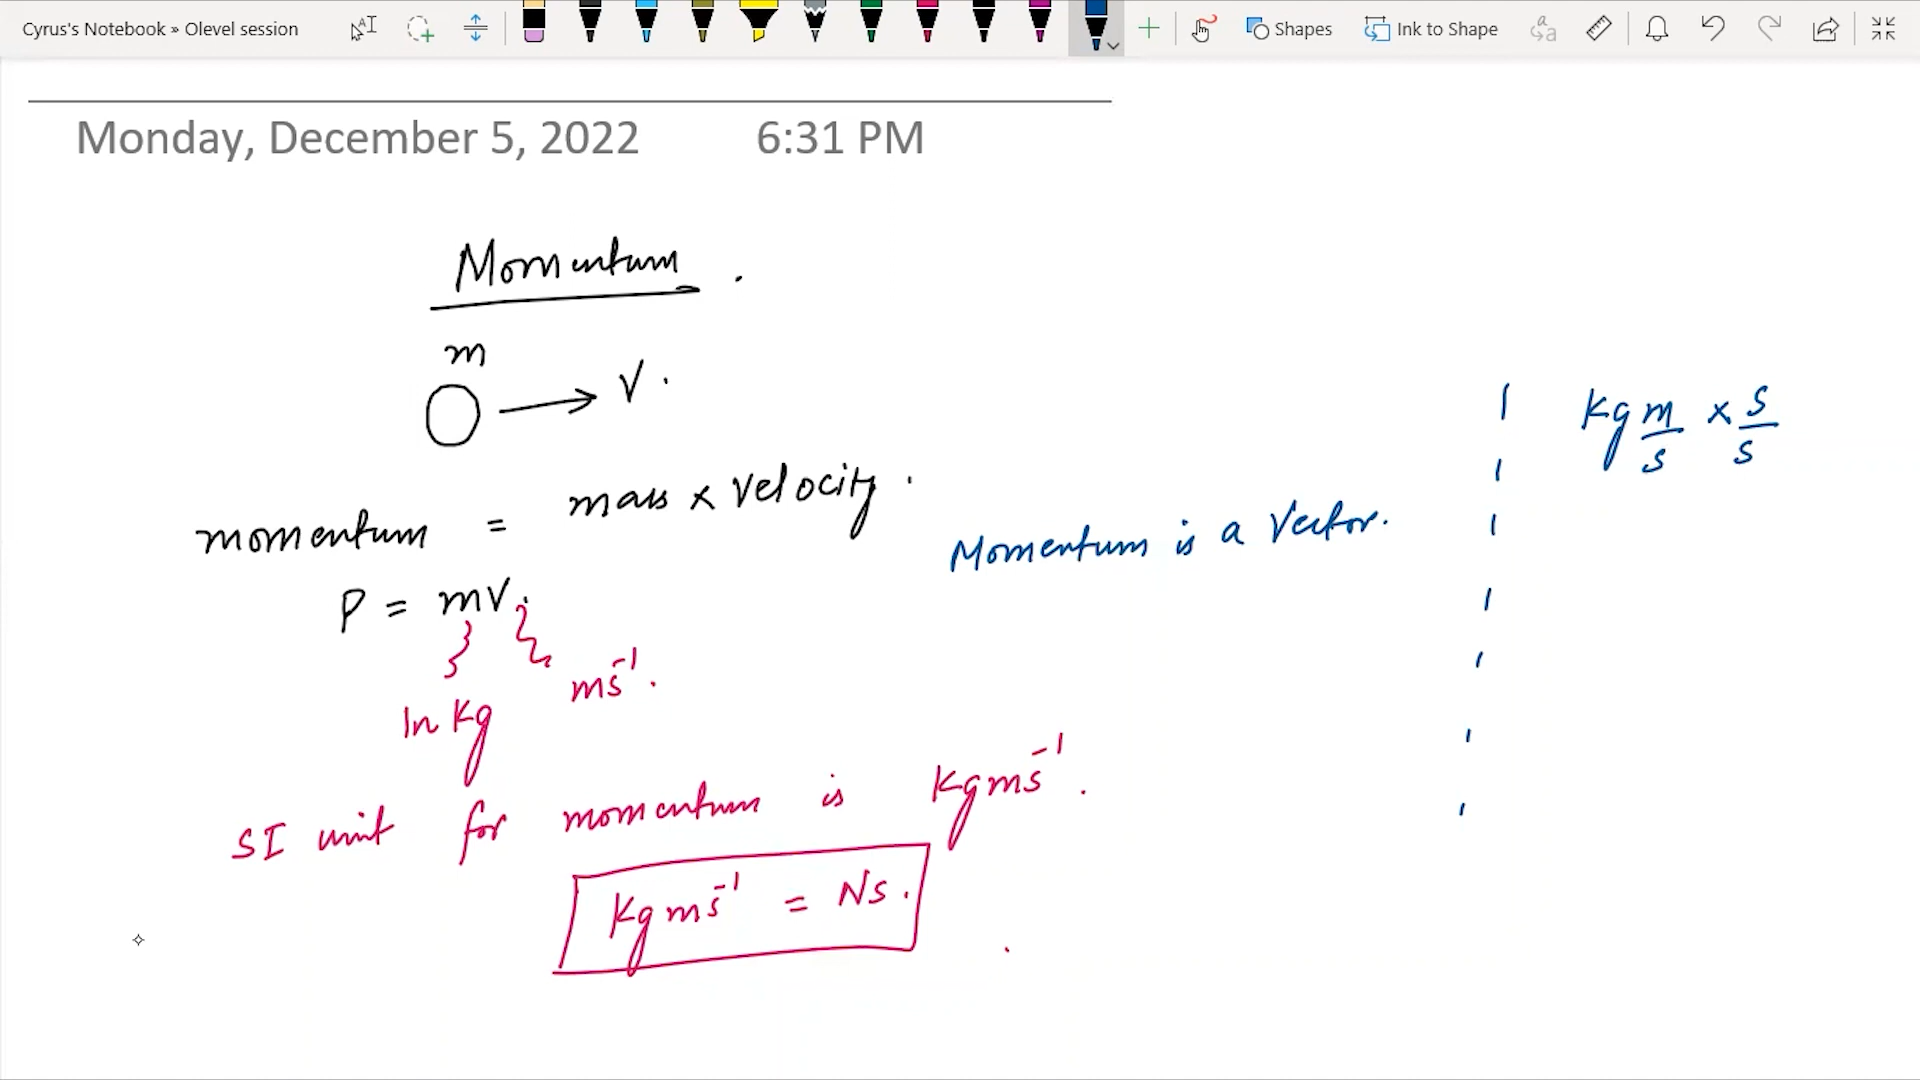 Cyrus's Notebook » Olevel session
Shapes
Ink to Shape
Monday, December 5, 2022 6:31 PM
Momentum .
m
V .
momentum = mass x velocity .
P = mV .
In Kg
ms⁻¹ .
SI unit for momentum is Kgms⁻¹ .
Kgms⁻¹ = Ns .
Momentum is a Vector.
Kg m/s x s/s